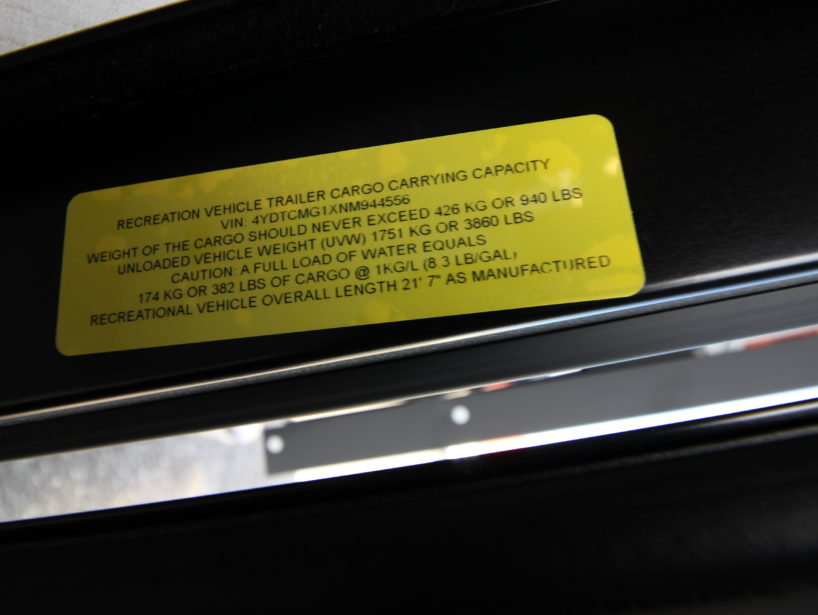 RECREATION VEHICLE TRAILER CARGO CARRYING CAPACITY
VIN: 4YDTCMG1XNM944556
WEIGHT OF THE CARGO SHOULD NEVER EXCEED 426 KG OR 940 LBS
UNLOADED VEHICLE WEIGHT (UVW) 1751 KG OR 3860 LBS
CAUTION: A FULL LOAD OF WATER EQUALS
174 KG OR 382 LBS OF CARGO @ 1KG/L (8.3 LB/GAL)
RECREATIONAL VEHICLE OVERALL LENGTH 21' 7" AS MANUFACTURED